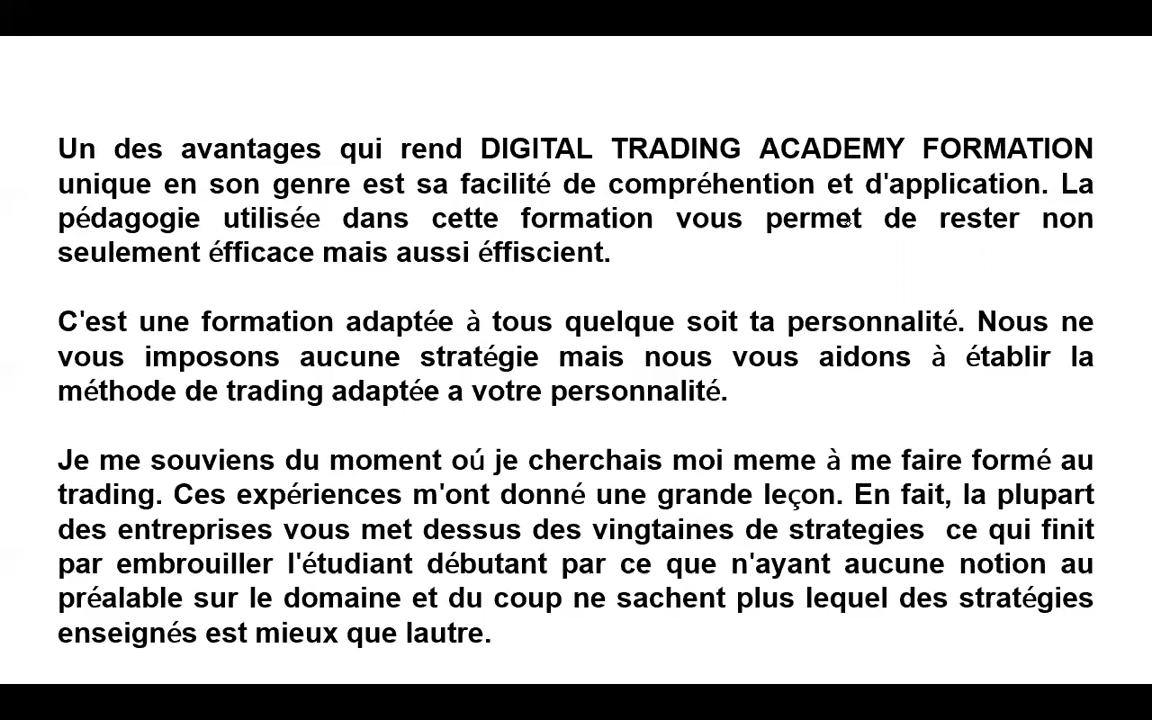 Un des avantages qui rend DIGITAL TRADING ACADEMY FORMATION
unique en son genre est sa facilité de compréhention et d'application. La
pédagogie utilisée dans cette formation vous permet de rester non
seulement éfficace mais aussi éffiscient.
C'est une formation adaptée à tous quelque soit ta personnalité. Nous ne
vous imposons aucune stratégie mais nous vous aidons à établir la
méthode de trading adaptée a votre personnalité.
Je me souviens du moment oú je cherchais moi meme à me faire formé au
trading. Ces expériences m'ont donné une grande leçon. En fait, la plupart
des entreprises vous met dessus des vingtaines de strategies  ce qui finit
par embrouiller l'étudiant débutant par ce que n'ayant aucune notion au
préalable sur le domaine et du coup ne sachent plus lequel des stratégies
enseignés est mieux que lautre.